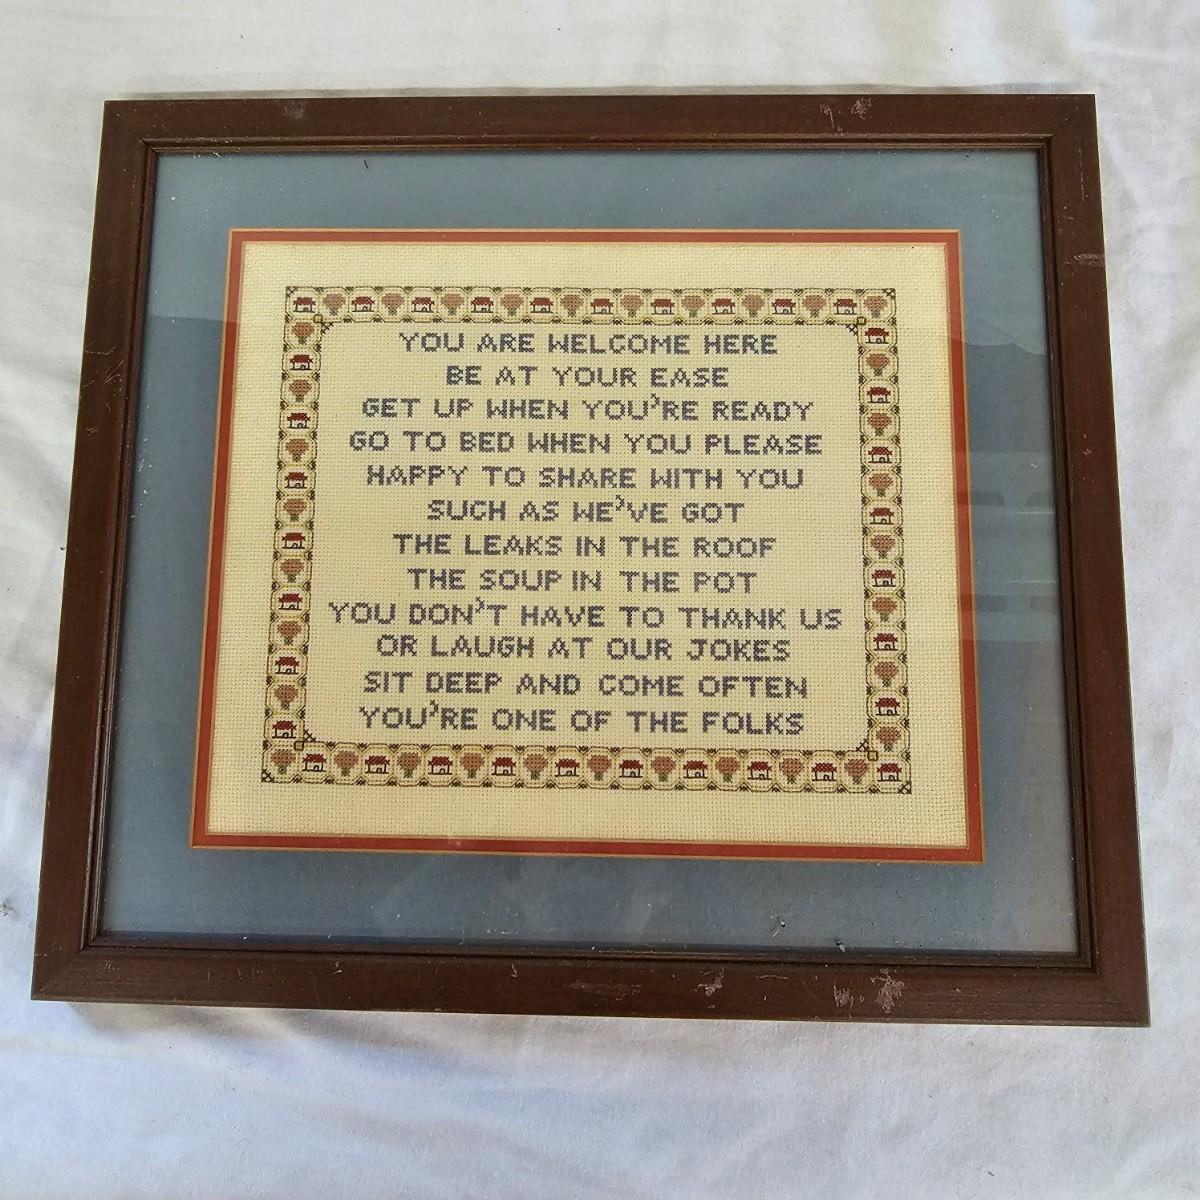 YOU ARE WELCOME HERE
BE AT YOUR EASE
GET UP WHEN YOU'RE READY
GO TO BED WHEN YOU PLEASE
HAPPY TO SHARE WITH YOU
SUCH AS WE'VE GOT
THE LEAKS IN THE ROOF
THE SOUP IN THE POT
YOU DON'T HAVE TO THANK US
OR LAUGH AT OUR JOKES
SIT DEEP AND COME OFTEN
YOU'RE ONE OF THE FOLKS